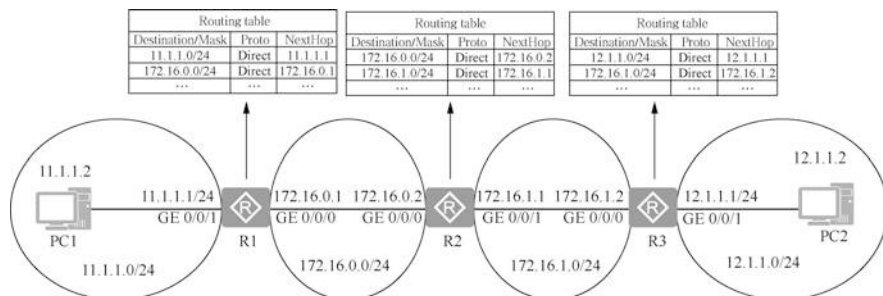 Routing table
Destination/Mask Proto NextHop
11.1.1.0/24 Direct 11.1.1.1
172.16.0.0/24 Direct 172.16.0.1
... ... ...
Routing table
Destination/Mask Proto NextHop
172.16.0.0/24 Direct 172.16.0.2
172.16.1.0/24 Direct 172.16.1.1
... ... ...
Routing table
Destination/Mask Proto NextHop
12.1.1.0/24 Direct 12.1.1.1
172.16.1.0/24 Direct 172.16.1.2
... ... ...
11.1.1.2
12.1.1.2
11.1.1.1/24 172.16.0.1 172.16.0.2 172.16.1.1 172.16.1.2 12.1.1.1/24
GE 0/0/1 GE 0/0/0 GE 0/0/0 GE 0/0/1 GE 0/0/0 GE 0/0/1
PC1 R1 R2 R3 PC2
11.1.1.0/24 172.16.0.0/24 172.16.1.0/24 12.1.1.0/24